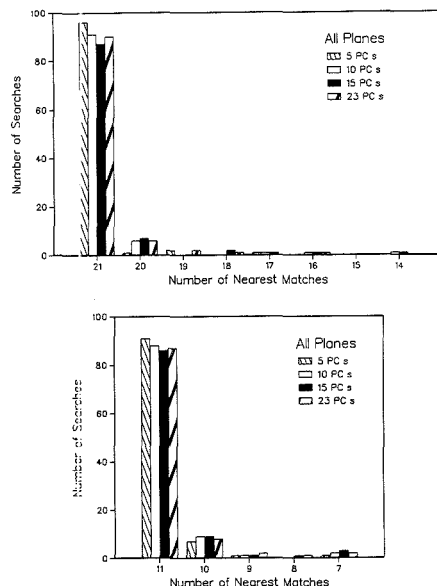 100
80
60
40
20
0
Number of Searches
All Planes
5 PC s
10 PC s
15 PC s
23 PC s
21 20 19 18 17 16 15 14
Number of Nearest Matches
100
80
60
40
20
0
Number of Searches
All Planes
5 PC s
10 PC s
15 PC s
23 PC s
11 10 9 8 7
Number of Nearest Matches